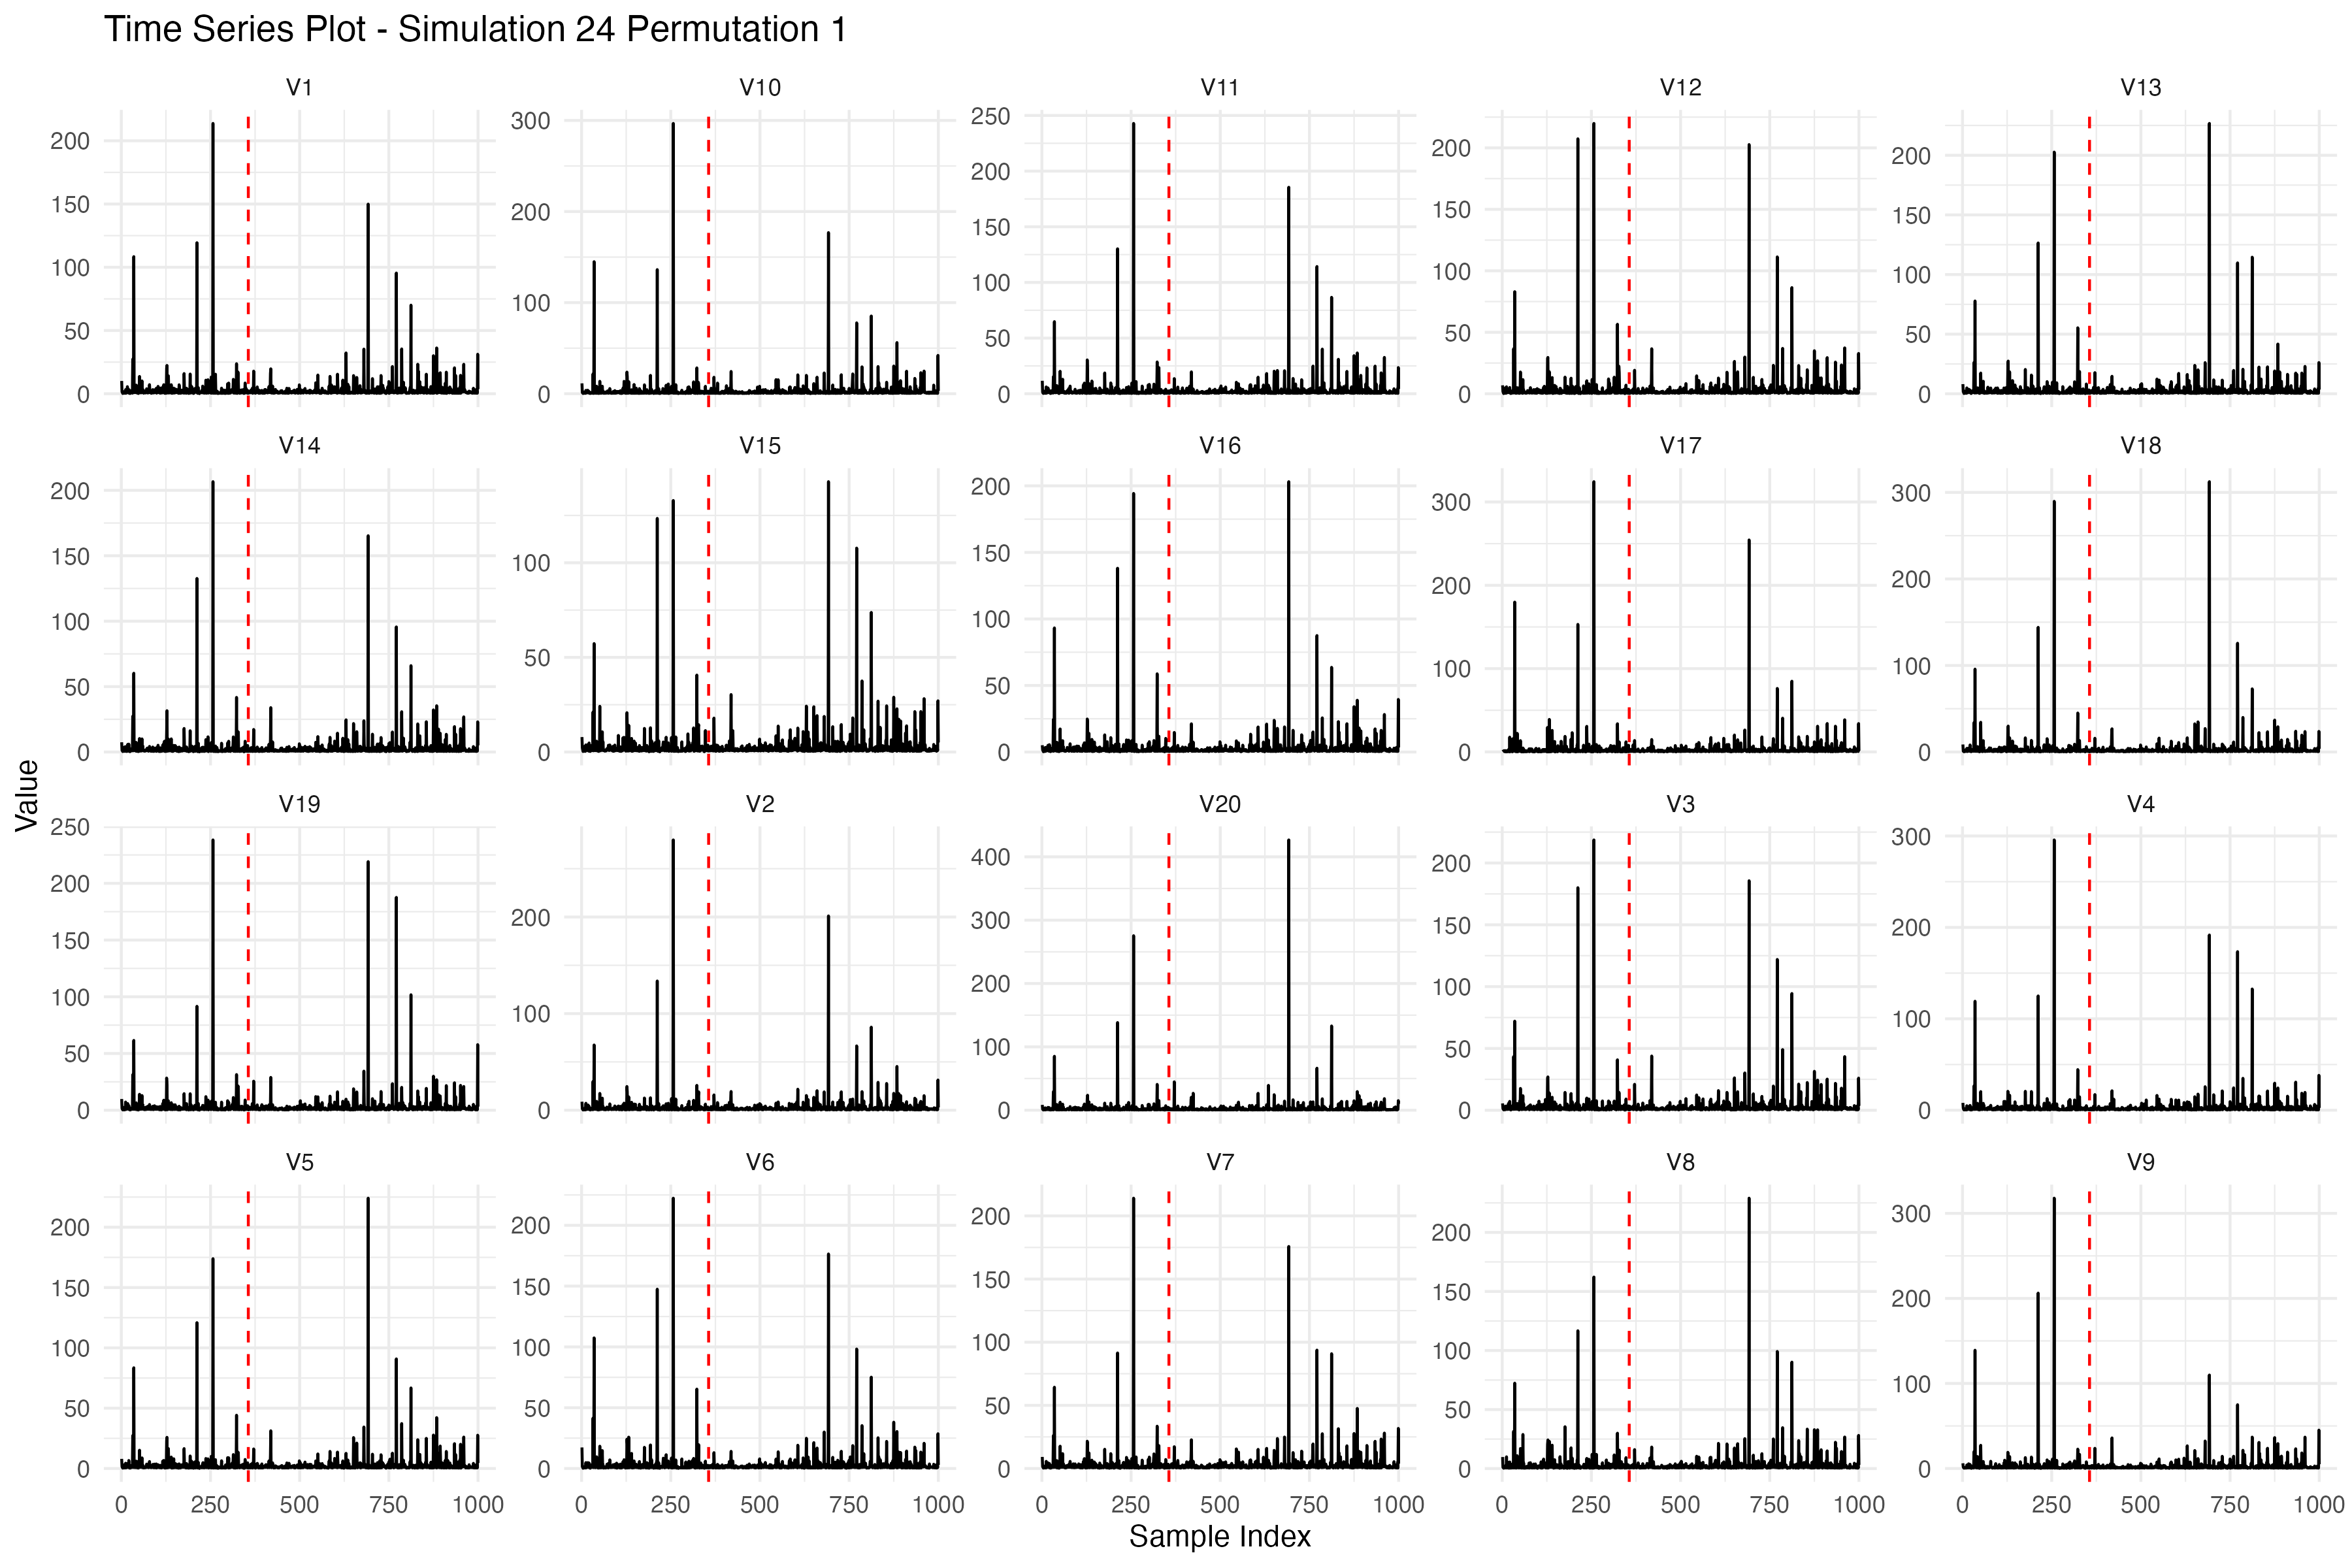 Time Series Plot - Simulation 24 Permutation 1
V1 V10 V11 V12 V13
200 150 100 50 0
300 200 100 0
250 200 150 100 50 0
200 150 100 50 0
200 150 100 50 0
V14 V15 V16 V17 V18
200 150 100 50 0
100 50 0
200 150 100 50 0
300 200 100 0
300 200 100 0
Value
V19 V2 V20 V3 V4
250 200 150 100 50 0
200 100 0
400 300 200 100 0
200 150 100 50 0
300 200 100 0
V5 V6 V7 V8 V9
200 150 100 50 0
200 150 100 50 0
200 150 100 50 0
200 150 100 50 0
300 200 100 0
0 250 500 750 1000 0 250 500 750 1000 0 250 500 750 1000 0 250 500 750 1000 0 250 500 750 1000
Sample Index